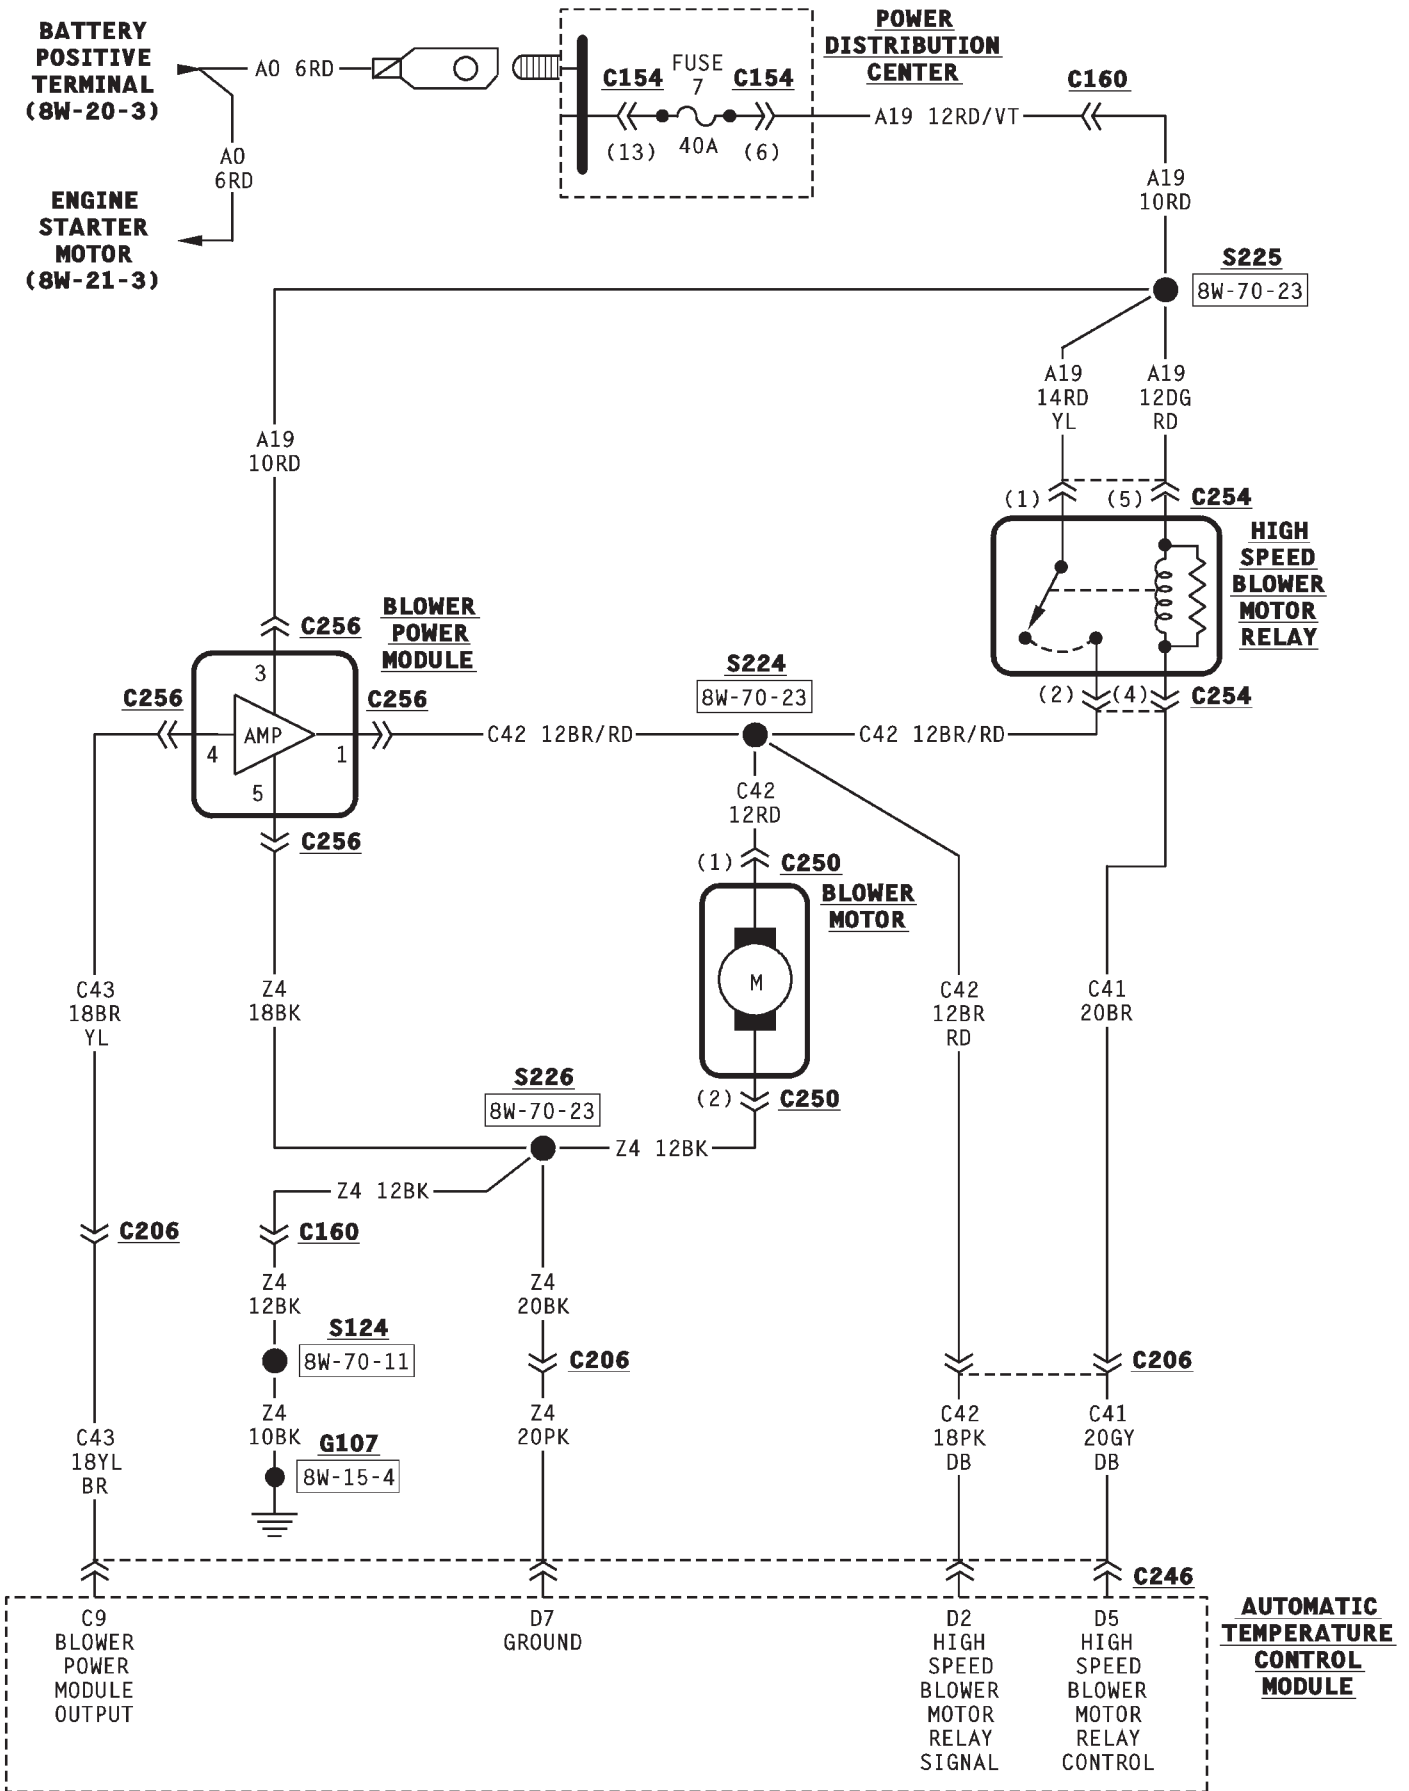 BATTERY
POSITIVE
TERMINAL
(8W-20-3)
A0 6RD
A0
6RD
ENGINE
STARTER
MOTOR
(8W-21-3)
POWER
DISTRIBUTION
CENTER
C154
FUSE
7
C154
(13)
40A
(6)
A19 12RD/VT
C160
A19
10RD
S225
8W-70-23
A19
14RD
YL
A19
12DG
RD
A19
10RD
(1)
(5)
C254
HIGH
SPEED
BLOWER
MOTOR
RELAY
(2)
(4)
C254
C256
BLOWER
POWER
MODULE
C256
3
C256
AMP
4
1
5
C256
C42 12BR/RD
S224
8W-70-23
C42 12BR/RD
C42
12RD
(1)
C250
BLOWER
MOTOR
M
(2)
C250
C43
18BR
YL
Z4
18BK
C42
12BR
RD
C41
20BR
S226
8W-70-23
Z4 12BK
Z4 12BK
C206
C160
Z4
12BK
Z4
20BK
S124
8W-70-11
C206
C206
Z4
10BK
G107
8W-15-4
Z4
20PK
C43
18YL
BR
C42
18PK
DB
C41
20GY
DB
C246
C9
BLOWER
POWER
MODULE
OUTPUT
D7
GROUND
D2
HIGH
SPEED
BLOWER
MOTOR
RELAY
SIGNAL
D5
HIGH
SPEED
BLOWER
MOTOR
RELAY
CONTROL
AUTOMATIC
TEMPERATURE
CONTROL
MODULE